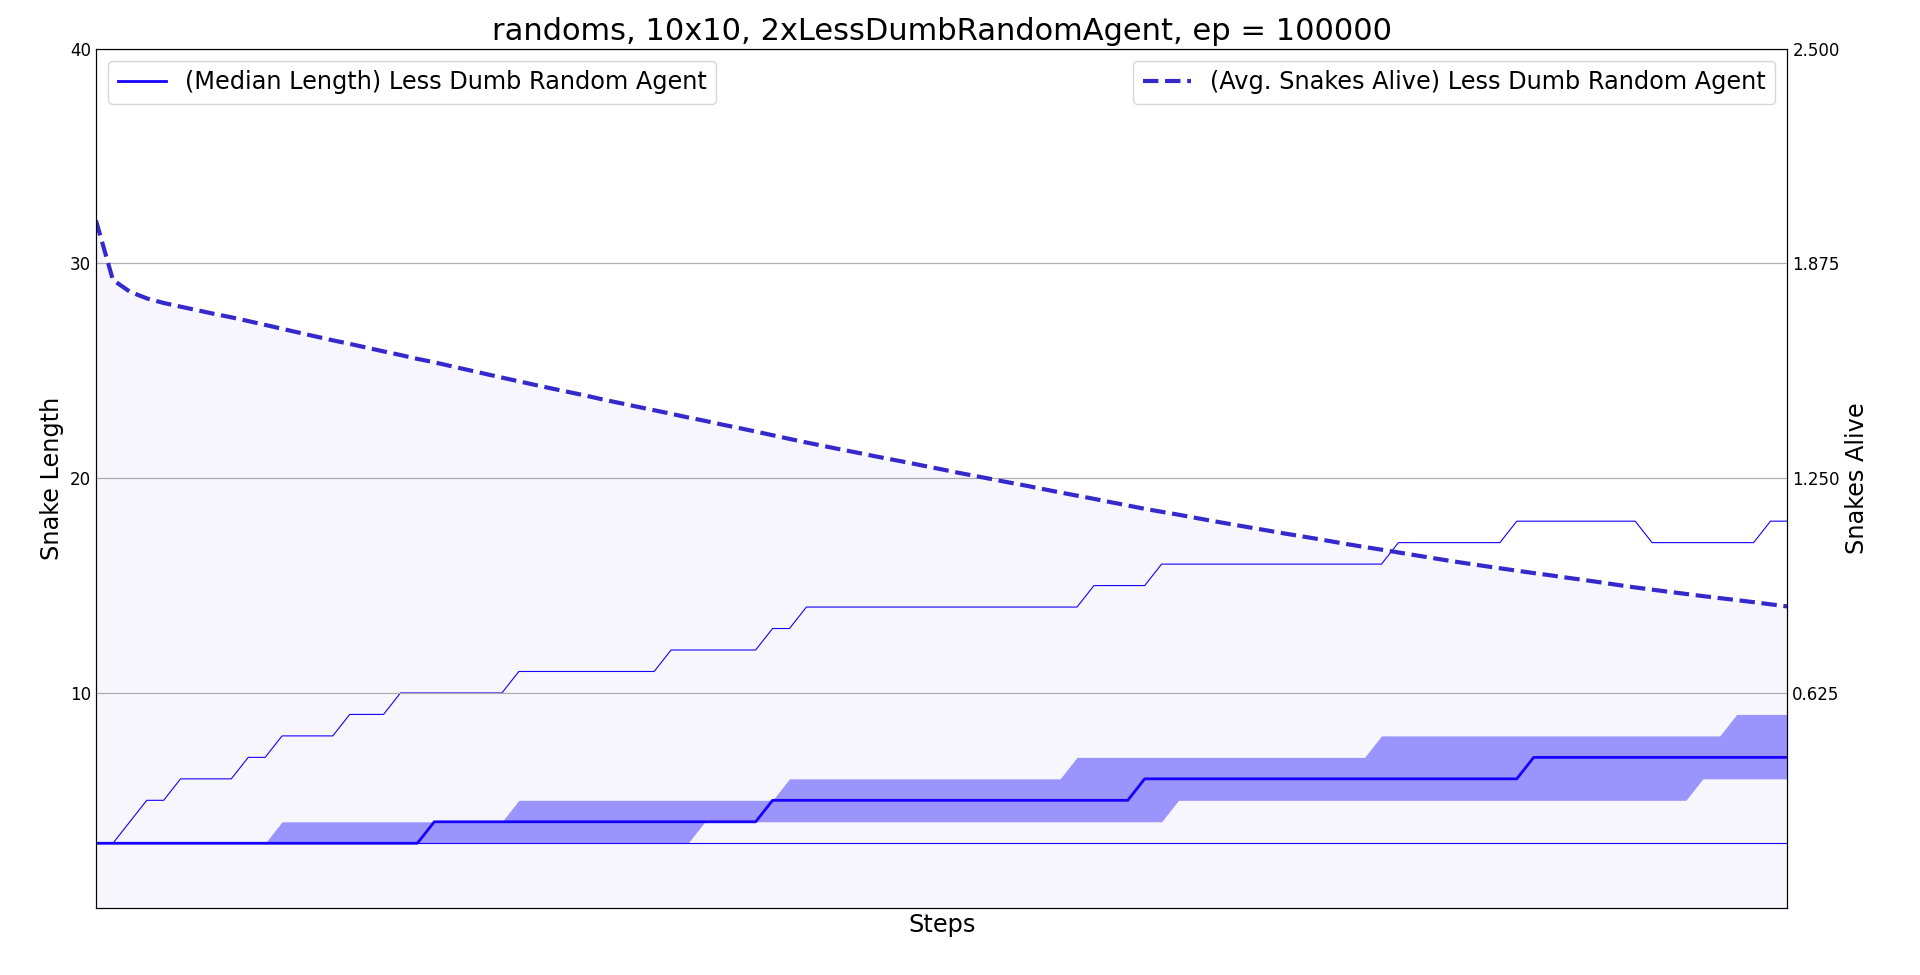 randoms, 10x10, 2xLessDumbRandomAgent, ep = 100000
(Median Length) Less Dumb Random Agent
(Avg. Snakes Alive) Less Dumb Random Agent
40
30
20
10
Snake Length
2.500
1.875
1.250
0.625
Snakes Alive
Steps